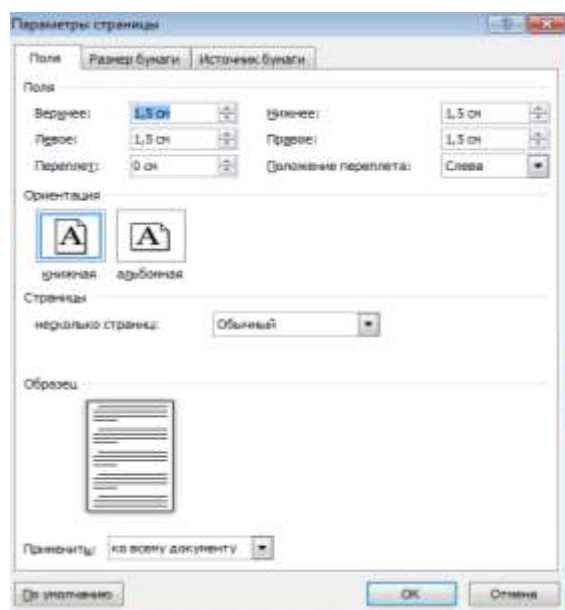 Параметры страницы
Поля Размер бумаги Источник бумаги
Поля
Верхнее: 1,5 см Нижнее: 1,5 см
Левое: 1,5 см Правое: 1,5 см
Переплет: 0 см Положение переплета: Слева
Ориентация
A A
книжная альбомная
Страницы
несколько страниц: Обычный
Образец
Применить: ко всему документу
По умолчанию ОК Отмена